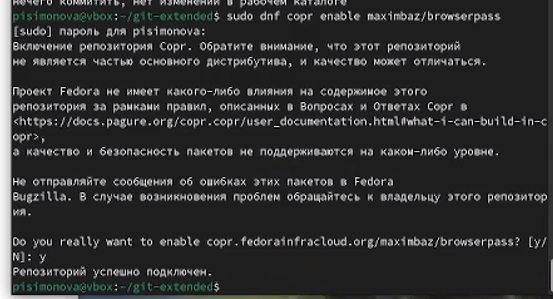 нечего коммитить, нет изменений в рабочем каталоге
pisimonova@vbox:~/git-extended$ sudo dnf copr enable maximbaz/browserpass
[sudo] пароль для pisimonova:
Включение репозитория Copr. Обратите внимание, что этот репозиторий
не является частью основного дистрибутива, и качество может отличаться.
Проект Fedora не имеет какого-либо влияния на содержимое этого
репозитория за рамками правил, описанных в Вопросах и Ответах Copr в
<https://docs.pagure.org/copr.copr/user_documentation.html#what-i-can-build-in-c
opr>,
а качество и безопасность пакетов не поддерживаются на каком-либо уровне.
Не отправляйте сообщения об ошибках этих пакетов в Fedora
Bugzilla. В случае возникновения проблем обращайтесь к владельцу этого репозитор
ия.
Do you really want to enable copr.fedorainfracloud.org/maximbaz/browserpass? [y/
N]: y
Репозиторий успешно подключен.
pisimonova@vbox:~/git-extended$